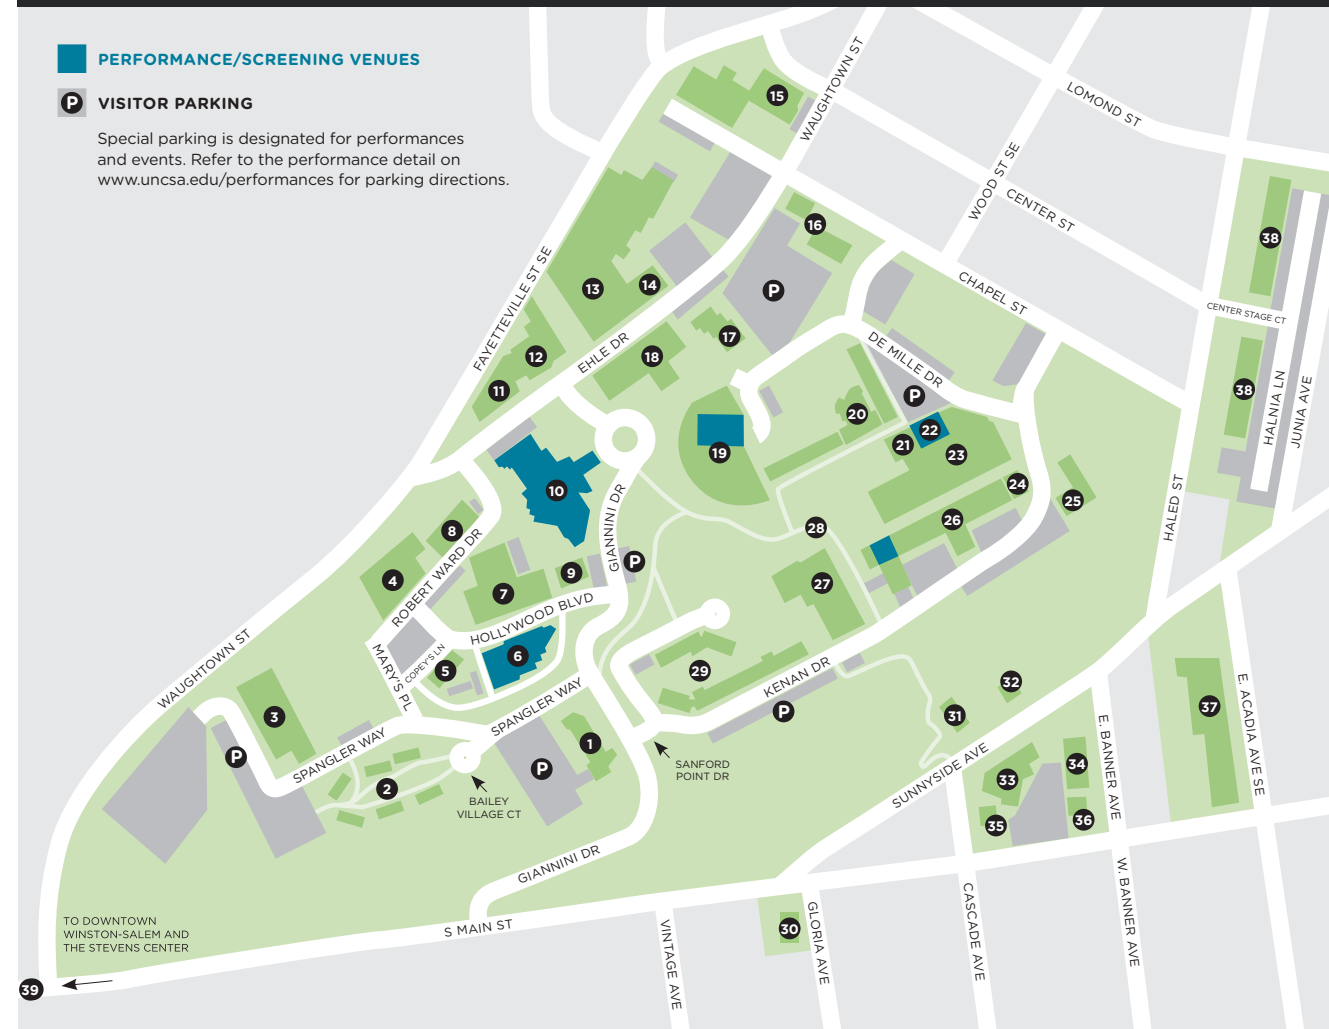 PERFORMANCE/SCREENING VENUES
P VISITOR PARKING
Special parking is designated for performances
and events. Refer to the performance detail on
www.uncsa.edu/performances for parking directions.
WAUGHTOWN ST
LOMOND ST
15
WOOD ST SE
CENTER ST
16
38
FAYETTEVILLE ST SE
13
14
P
CHAPEL ST
CENTER STAGE CT
12
EHLE DR
18
17
DE MILLE DR
11
P
38
HALNIA LN
JUNIA AVE
20
19
21
22
23
10
GIANNINI DR
24
25
HALED ST
8
ROBERT WARD DR
28
26
4
9
P
7
27
HOLLYWOOD BLVD
WAUGHTOWN ST
MARY'S PL
COPEY'S LN
5
6
29
KENAN DR
32
3
SPANGLER WAY
P
31
37
E. ACADIA AVE SE
P
SPANGLER WAY
1
SANFORD
POINT DR
E. BANNER AVE
P
2
BAILEY
VILLAGE CT
SUNNYSIDE AVE
33
34
35
36
GIANNINI DR
W. BANNER AVE
CASCADE AVE
TO DOWNTOWN
WINSTON-SALEM AND
THE STEVENS CENTER
S MAIN ST
VINTAGE AVE
30
GLORIA AVE
39